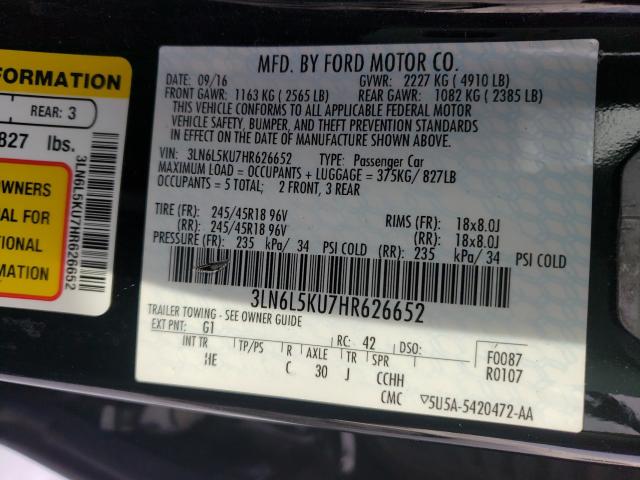 FORMATION
REAR: 3
827 lbs.
3LN6L5KU7HR626652
OWNERS
AL FOR
TIONAL
MATION
MFD. BY FORD MOTOR CO.
DATE: 09/16 GVWR: 2227 KG ( 4910 LB)
FRONT GAWR: 1163 KG ( 2565 LB) REAR GAWR: 1082 KG ( 2385 LB)
THIS VEHICLE CONFORMS TO ALL APPLICABLE FEDERAL MOTOR
VEHICLE SAFETY, BUMPER, AND THEFT PREVENTION STANDARDS
IN EFFECT ON THE DATE OF MANUFACTURE SHOWN ABOVE.
VIN: 3LN6L5KU7HR626652 TYPE: Passenger Car
MAXIMUM LOAD = OCCUPANTS + LUGGAGE = 375KG/ 827LB
OCCUPANTS = 5 TOTAL; 2 FRONT, 3 REAR
TIRE (FR): 245/45R18 96V RIMS (FR): 18x8.0J
(RR): 245/45R18 96V (RR): 18x8.0J
PRESSURE (FR): 235 kPa/ 34 PSI COLD (RR): 235 kPa/ 34 PSI COLD
3LN6L5KU7HR626652
TRAILER TOWING - SEE OWNER GUIDE
EXT PNT: G1 RC: 42 DSO: F0087
INT TR TP/PS R AXLE TR SPR R0107
HE C 30 J CCHH
CMC ▽5U5A-5420472-AA